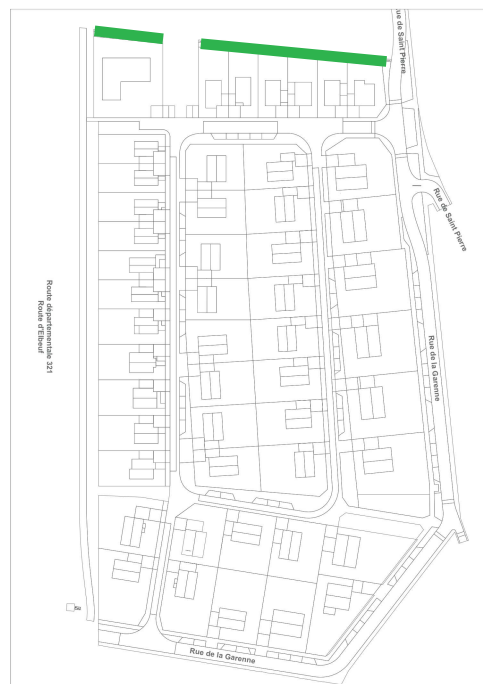 Rue de Saint Pierre
Rue de Saint Pierre
Route départementale 321
Route d'Elbeuf
Rue de la Garenne
Rue de la Garenne